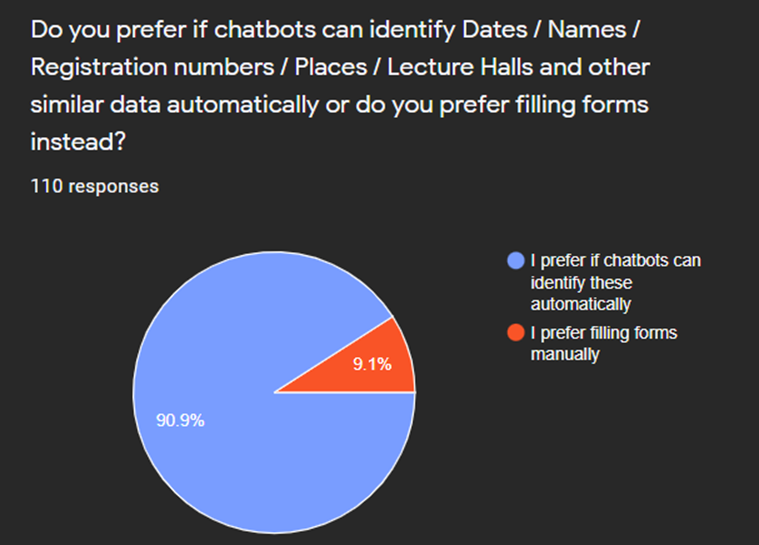 Do you prefer if chatbots can identify Dates / Names /
Registration numbers / Places / Lecture Halls and other
similar data automatically or do you prefer filling forms
instead?
110 responses
I prefer if chatbots can
identify these
automatically
I prefer filling forms
manually
9.1%
90.9%